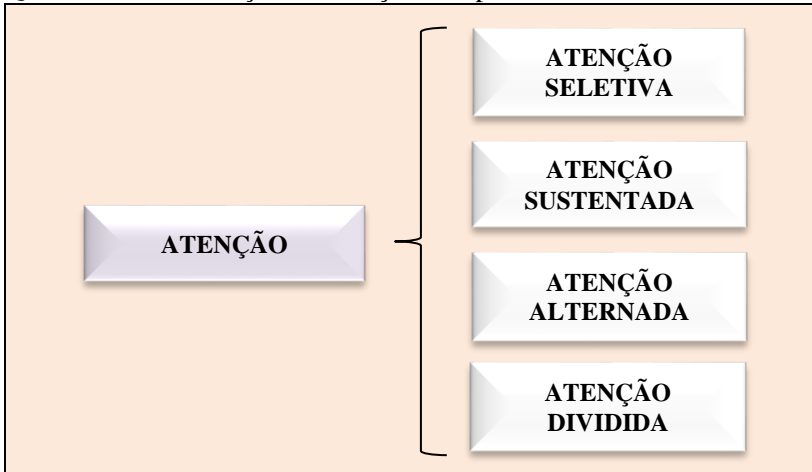 ATENÇÃO
ATENÇÃO
SELETIVA
ATENÇÃO
SUSTENTADA
ATENÇÃO
ALTERNADA
ATENÇÃO
DIVIDIDA